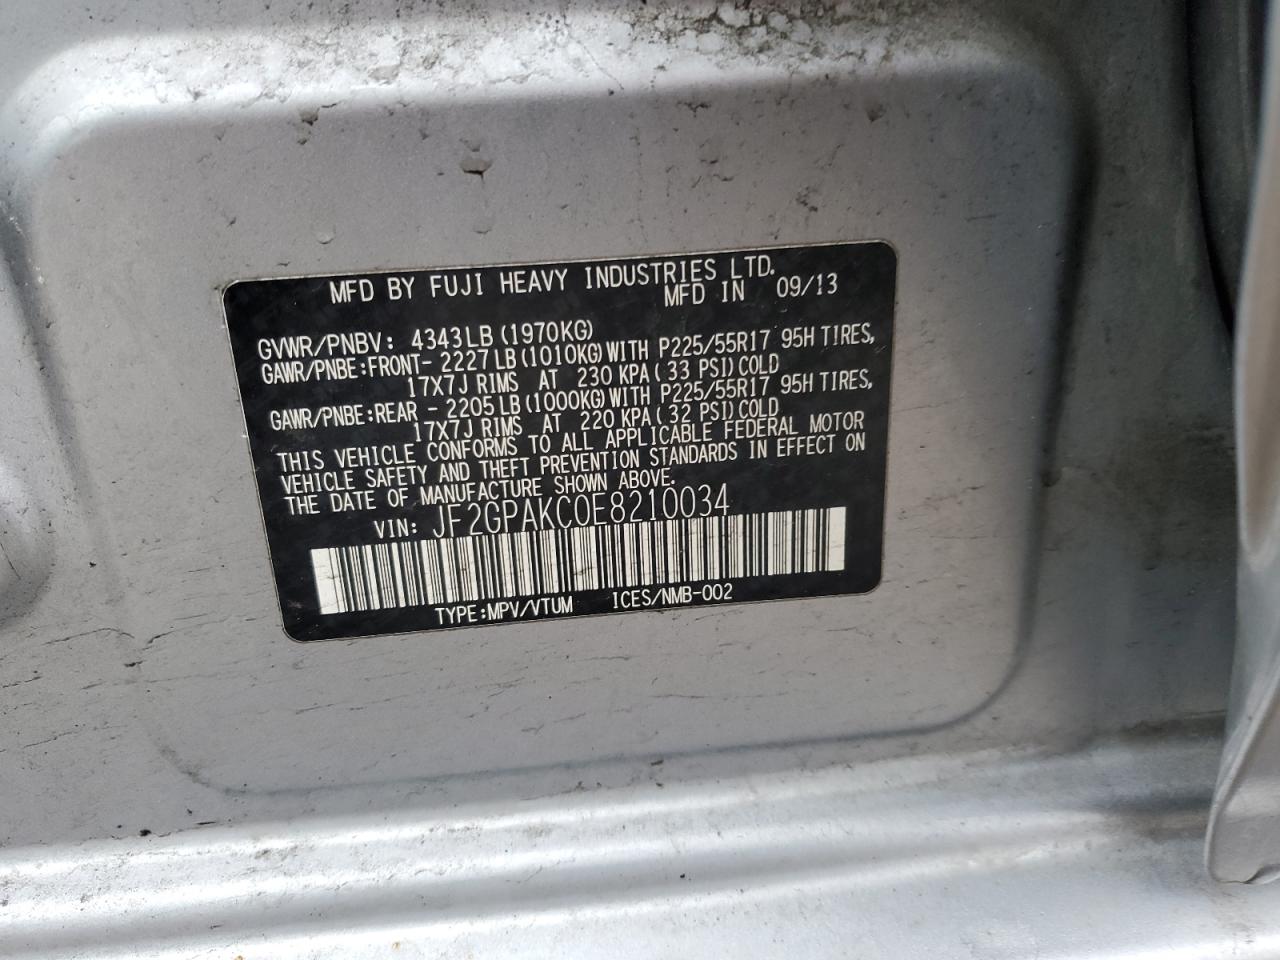 MFD BY FUJI HEAVY INDUSTRIES LTD.
MFD IN 09/13
GVWR/PNBV: 4343LB (1970KG)
GAWR/PNBE:FRONT- 2227LB (1010KG) WITH P225/55R17 95H TIRES,
17X7J RIMS AT 230 KPA (33 PSI) COLD
GAWR/PNBE:REAR - 2205LB (1000KG) WITH P225/55R17 95H TIRES,
17X7J RIMS AT 220 KPA (32 PSI) COLD
THIS VEHICLE CONFORMS TO ALL APPLICABLE FEDERAL MOTOR
VEHICLE SAFETY AND THEFT PREVENTION STANDARDS IN EFFECT ON
THE DATE OF MANUFACTURE SHOWN ABOVE.
VIN: JF2GPAKC0E8210034
TYPE:MPV/VTUM ICES/NMB-002